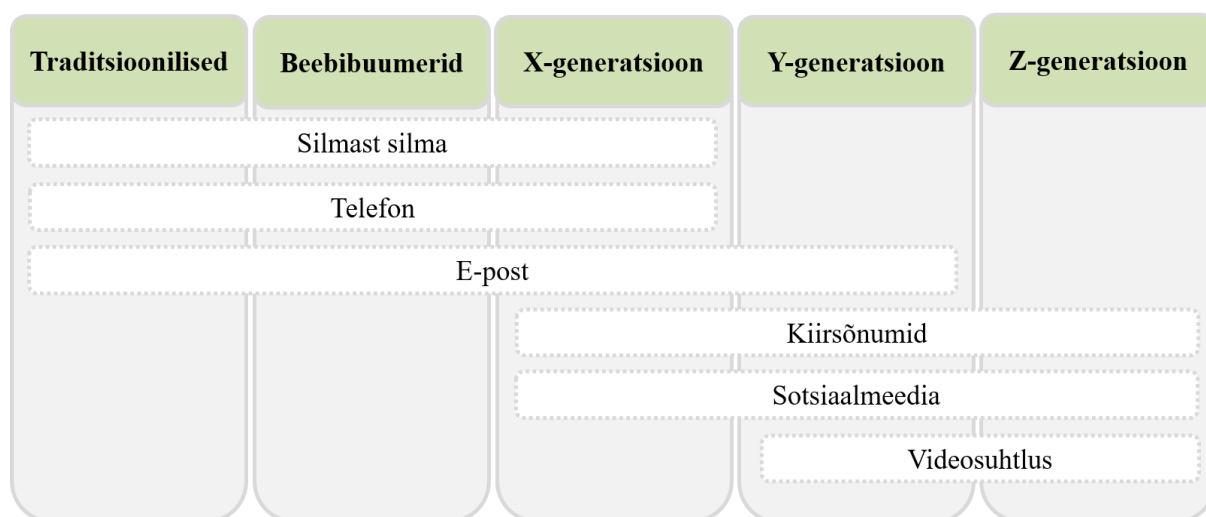 Traditsioonilised
Beebibuumerid
X-generatsioon
Y-generatsioon
Z-generatsioon
Silmast silma
Telefon
E-post
Kiirsõnumid
Sotsiaalmeedia
Videosuhtlus